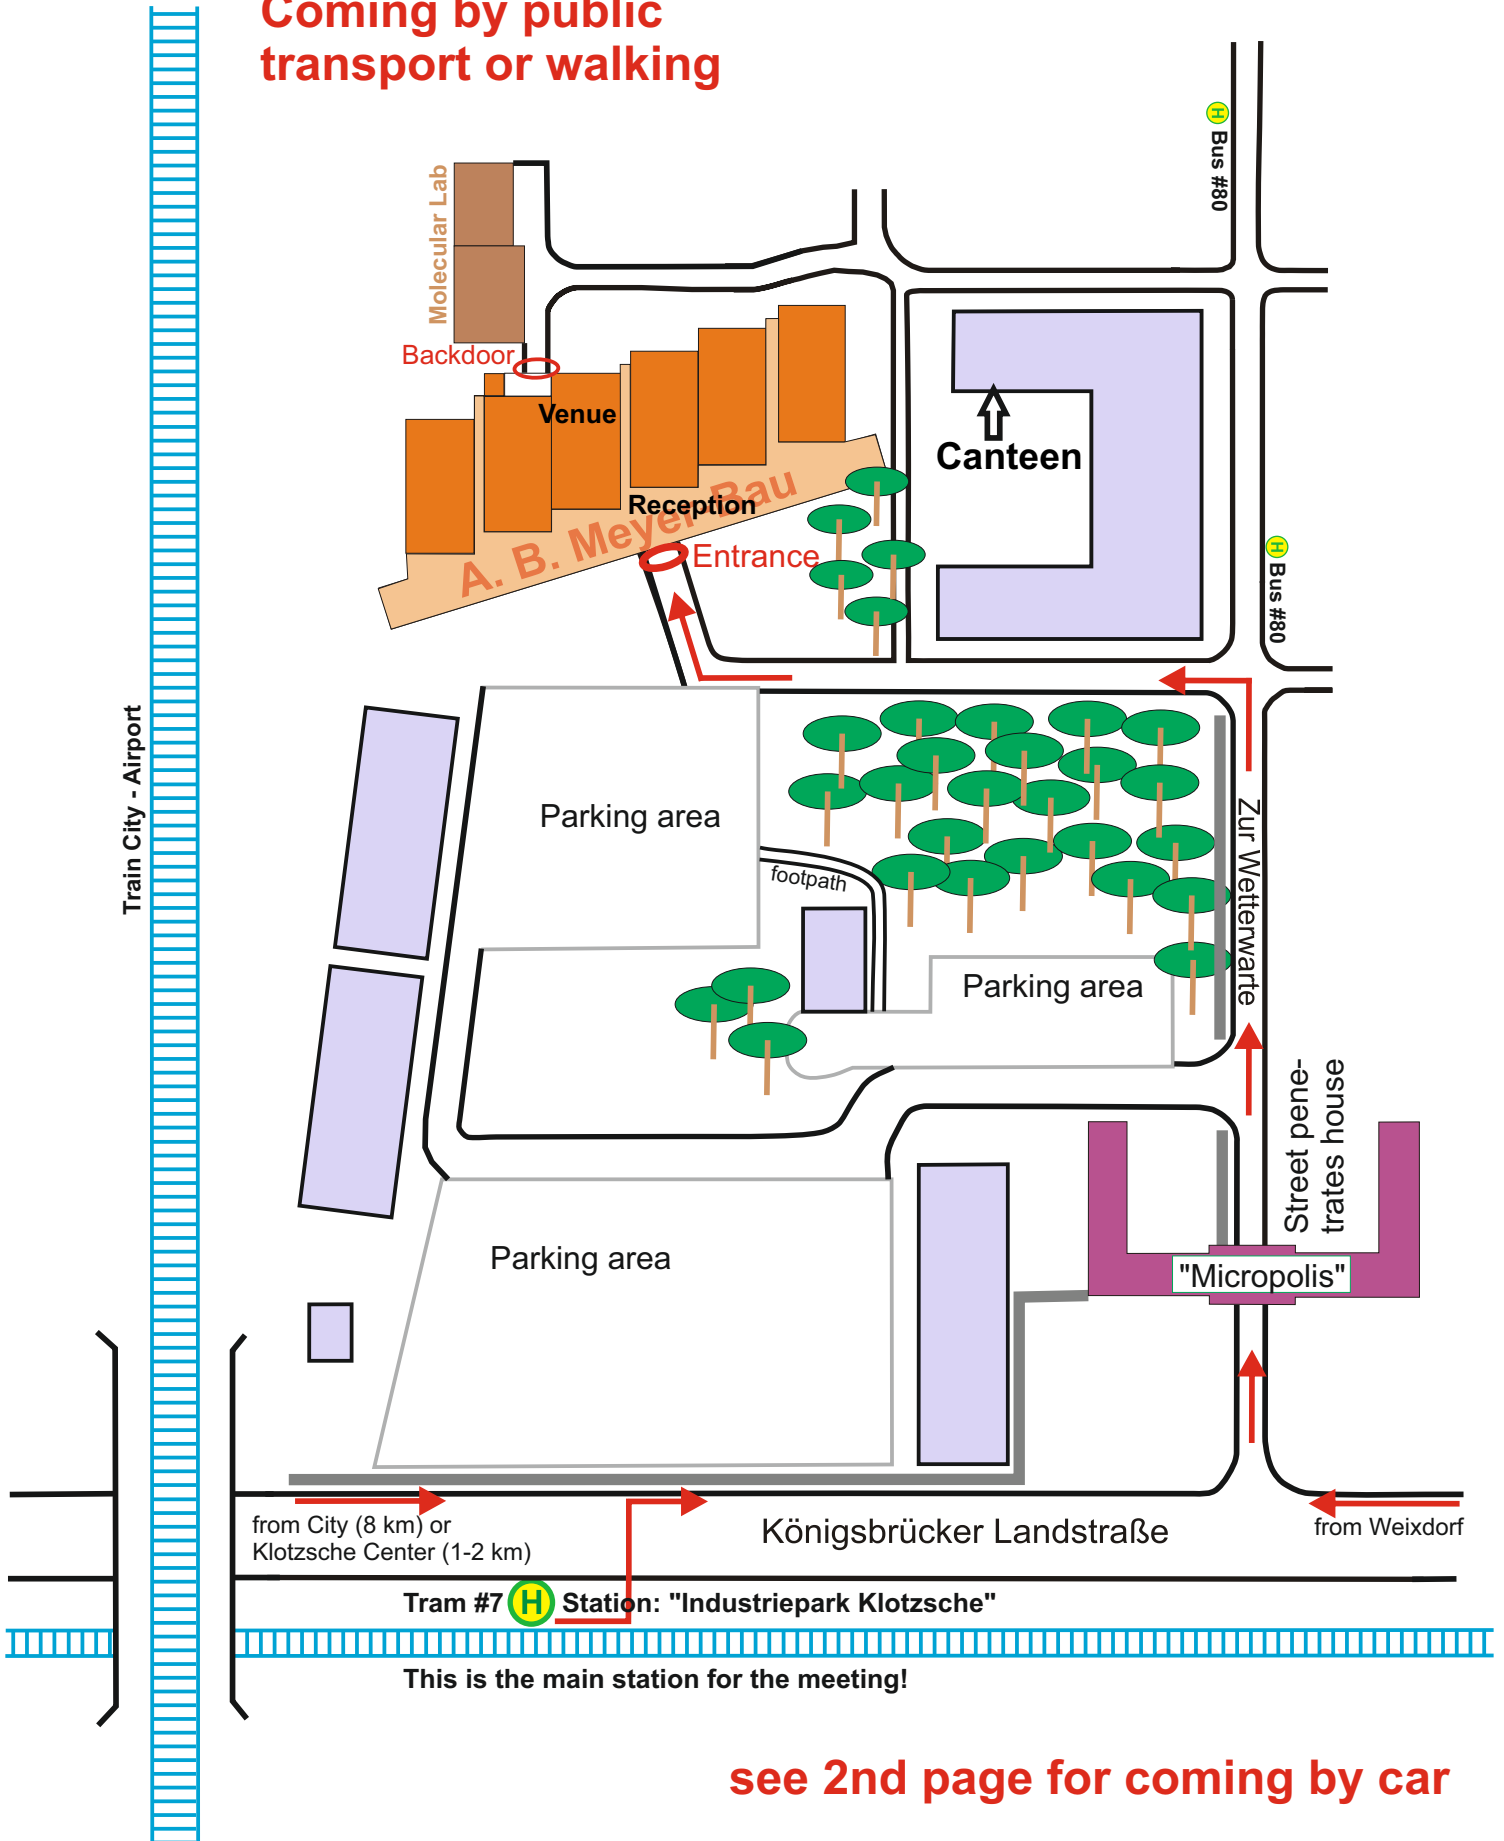 Coming by public
transport or walking
H Bus #80
Molecular Lab
Backdoor
Venue
Canteen
Reception
A. B. Meyer-Bau
Entrance
H Bus #80
Train City - Airport
Parking area
footpath
Zur Wetterwarte
Parking area
Street pene-
trates house
Parking area
"Micropolis"
from City (8 km) or
Klotzsche Center (1-2 km)
Königsbrücker Landstraße
from Weixdorf
Tram #7 H Station: "Industriepark Klotzsche"
This is the main station for the meeting!
see 2nd page for coming by car